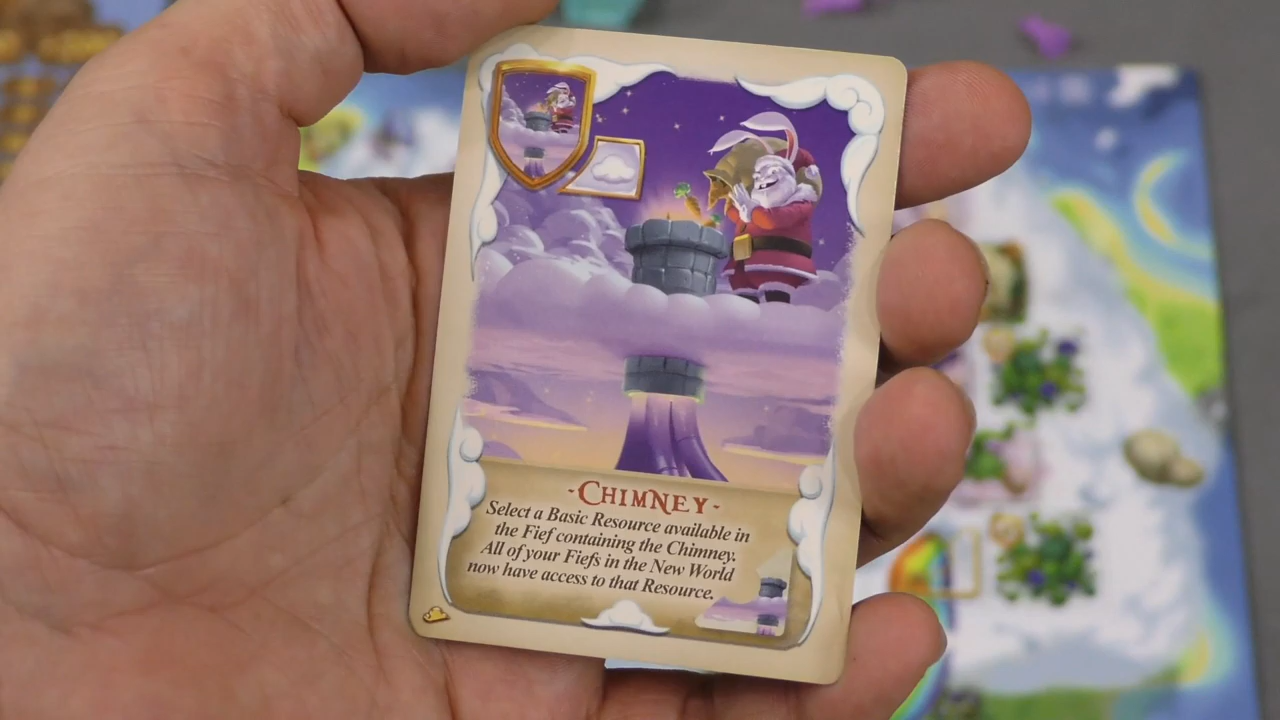 -CHIMNEY-
Select a Basic Resource available in
the Fief containing the Chimney.
All of your Fiefs in the New World
now have access to that Resource.